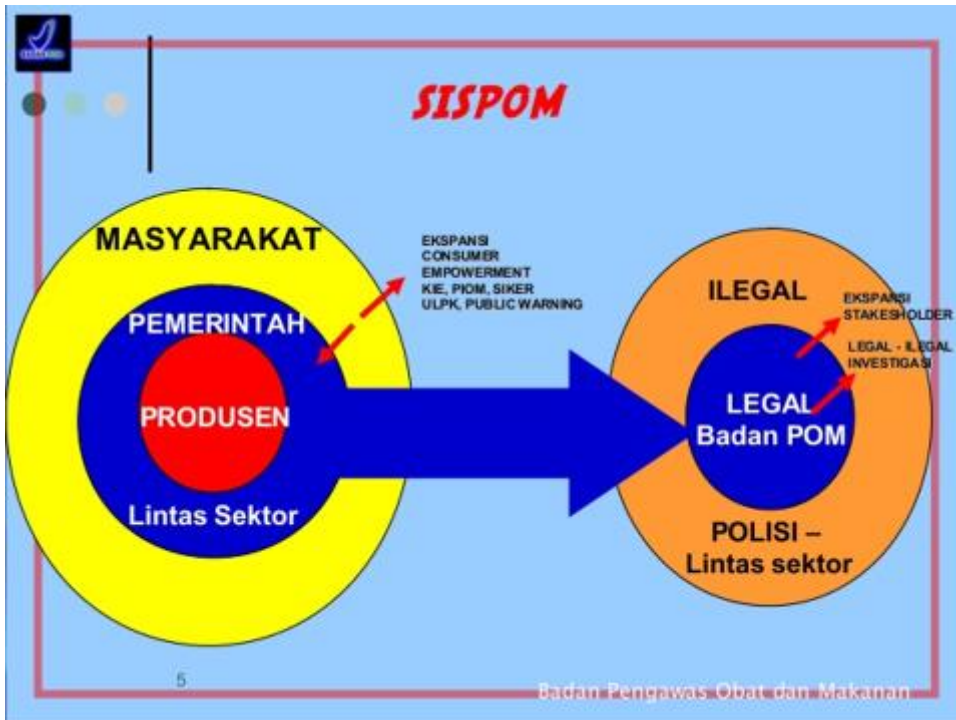 SISPOM
MASYARAKAT
PEMERINTAH
PRODUSEN
Lintas Sektor
EKSPANSI
CONSUMER
EMPOWERMENT
KIE, PIOM, SIKER
ULPK, PUBLIC WARNING
ILEGAL
EKSPANSI
STAKESHOLDER
LEGAL - ILEGAL
INVESTIGASI
LEGAL
Badan POM
POLISI –
Lintas sektor
5
Badan Pengawas Obat dan Makanan